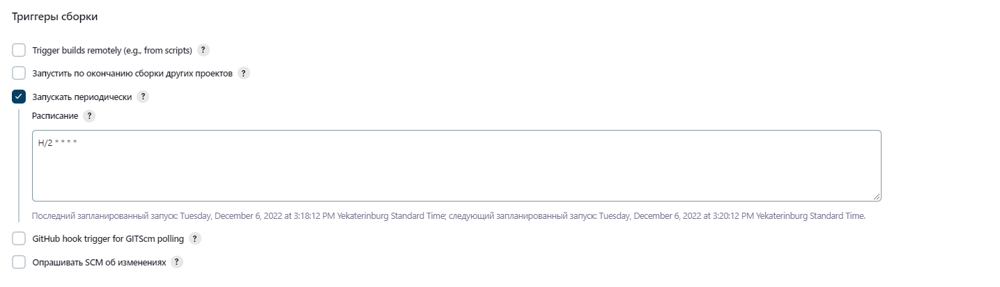 Триггеры сборки
Trigger builds remotely (e.g., from scripts) ?
Запустить по окончанию сборки других проектов ?
Запускать периодически ?
Расписание ?
H/2 * * * *
Последний запланированный запуск: Tuesday, December 6, 2022 at 3:18:12 PM Yekaterinburg Standard Time; следующий запланированный запуск: Tuesday, December 6, 2022 at 3:20:12 PM Yekaterinburg Standard Time.
GitHub hook trigger for GITScm polling ?
Опрашивать SCM об изменениях ?